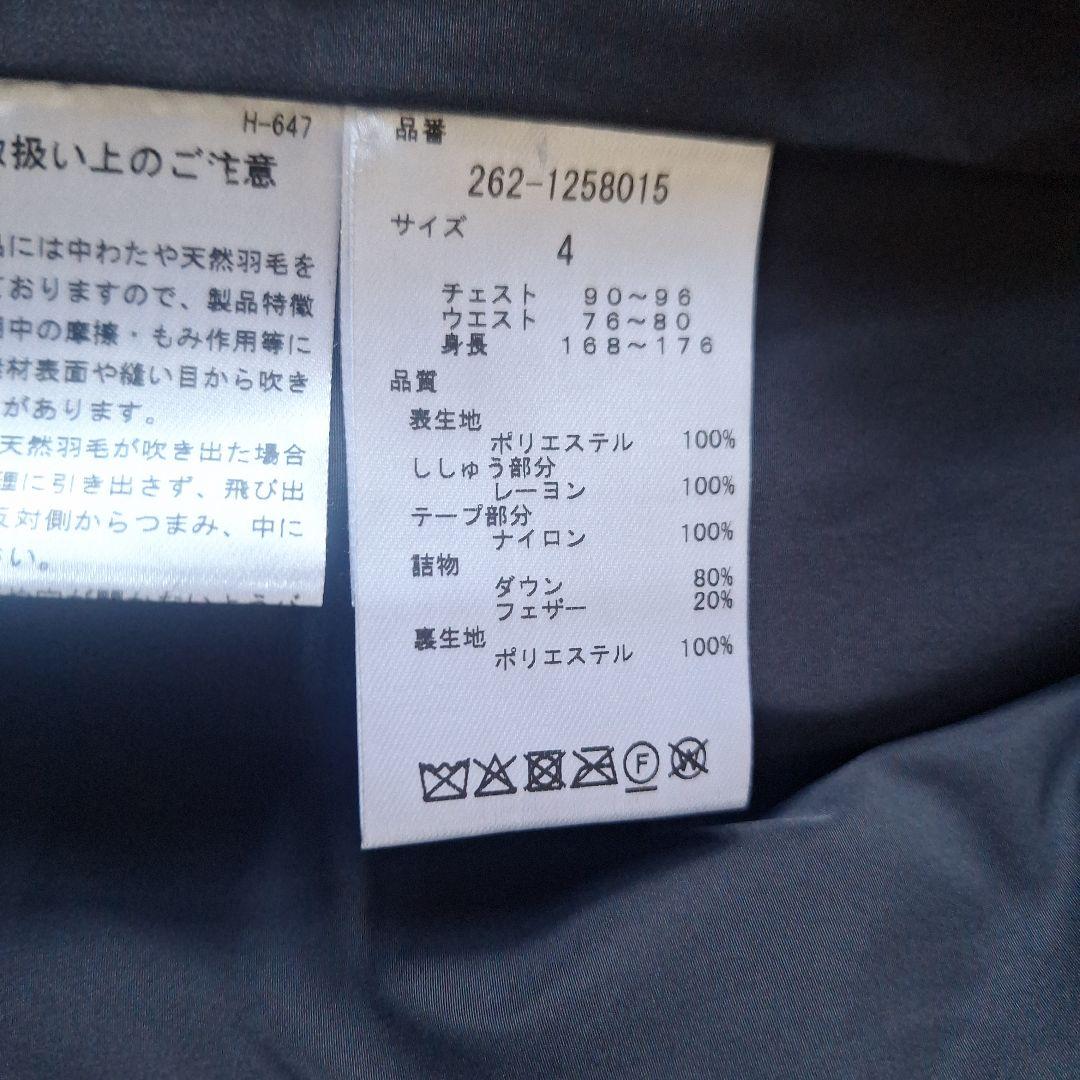 H-647
扱い上のご注意
には中わたや天然羽毛を
おりますので、製品特徴
中の摩擦・もみ作用等に
材表面や縫い目から吹き
があります。
天然羽毛が吹き出た場合
理に引き出さず、飛び出
反対側からつまみ、中に
い。
品番
262-1258015
サイズ
4
チェスト 90～96
ウエスト 76～80
身長 168～176
品質
表生地
ポリエステル 100%
ししゅう部分
レーヨン 100%
テープ部分
ナイロン 100%
詰物
ダウン 80%
フェザー 20%
裏生地
ポリエステル 100%
F
W